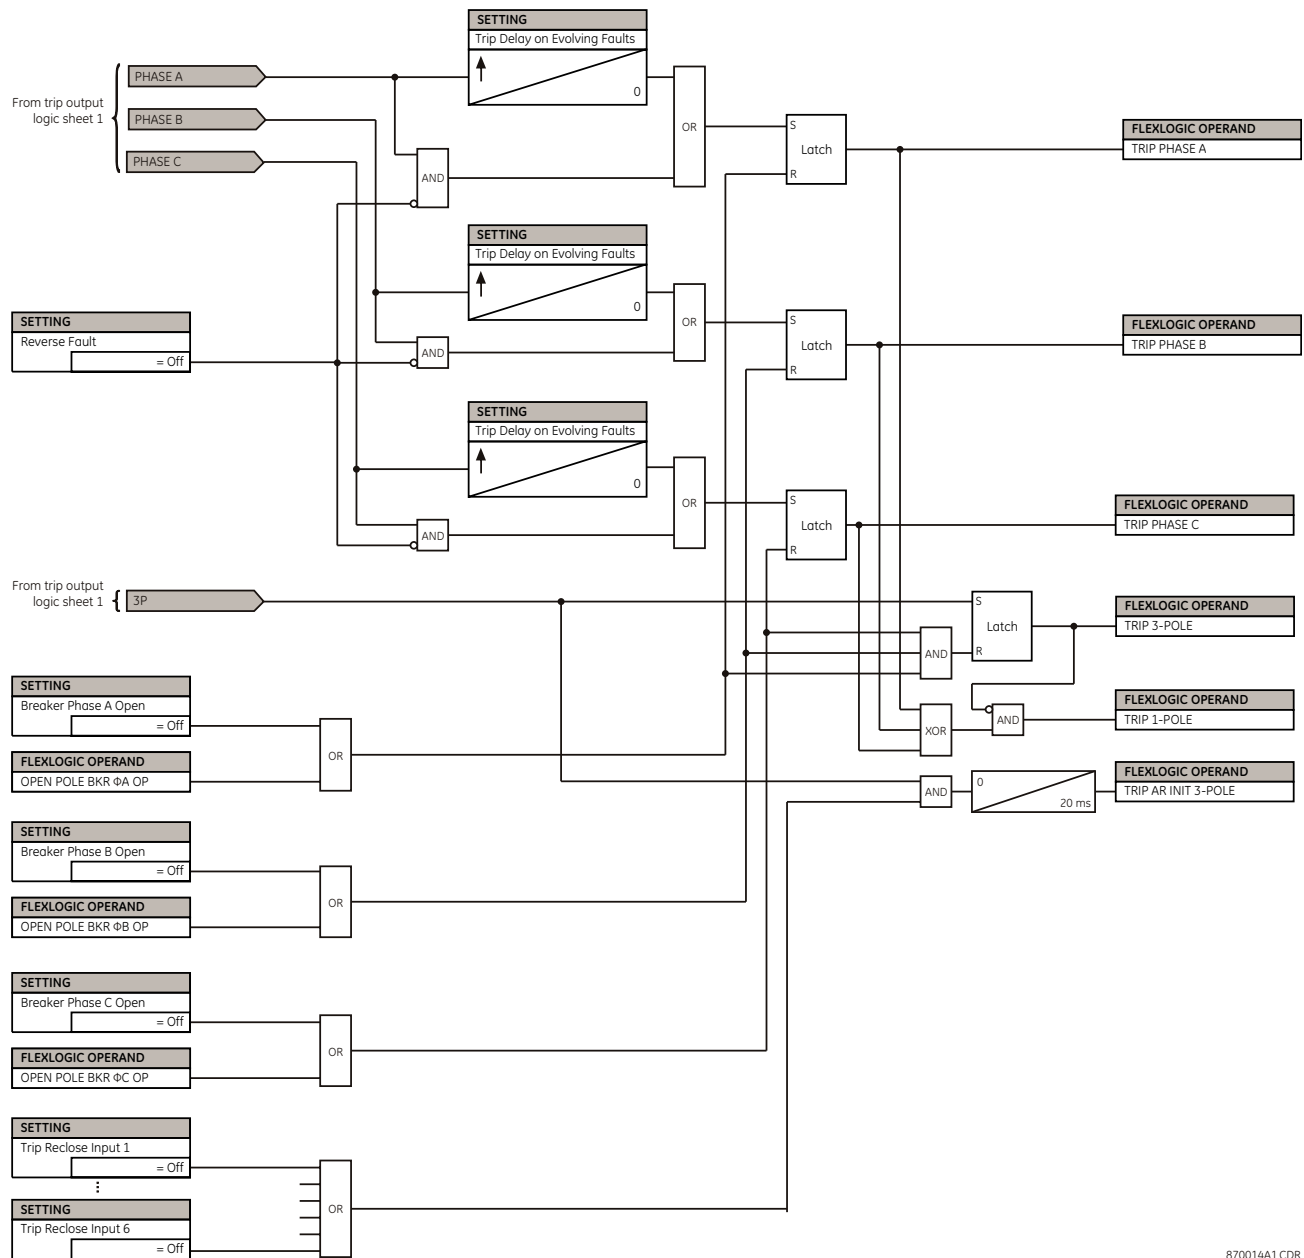 SETTING
Trip Delay on Evolving Faults
0
From trip output
logic sheet 1
PHASE A
PHASE B
PHASE C
AND
OR
S
Latch
R
FLEXLOGIC OPERAND
TRIP PHASE A
SETTING
Trip Delay on Evolving Faults
0
SETTING
Reverse Fault
= Off
AND
OR
S
Latch
R
FLEXLOGIC OPERAND
TRIP PHASE B
SETTING
Trip Delay on Evolving Faults
0
AND
OR
S
Latch
R
FLEXLOGIC OPERAND
TRIP PHASE C
From trip output
logic sheet 1
3P
S
Latch
R
AND
FLEXLOGIC OPERAND
TRIP 3-POLE
SETTING
Breaker Phase A Open
= Off
FLEXLOGIC OPERAND
OPEN POLE BKR ΦA OP
OR
XOR
AND
FLEXLOGIC OPERAND
TRIP 1-POLE
AND
0
20 ms
FLEXLOGIC OPERAND
TRIP AR INIT 3-POLE
SETTING
Breaker Phase B Open
= Off
FLEXLOGIC OPERAND
OPEN POLE BKR ΦB OP
OR
SETTING
Breaker Phase C Open
= Off
FLEXLOGIC OPERAND
OPEN POLE BKR ΦC OP
OR
SETTING
Trip Reclose Input 1
= Off
SETTING
Trip Reclose Input 6
= Off
OR
870014A1.CDR